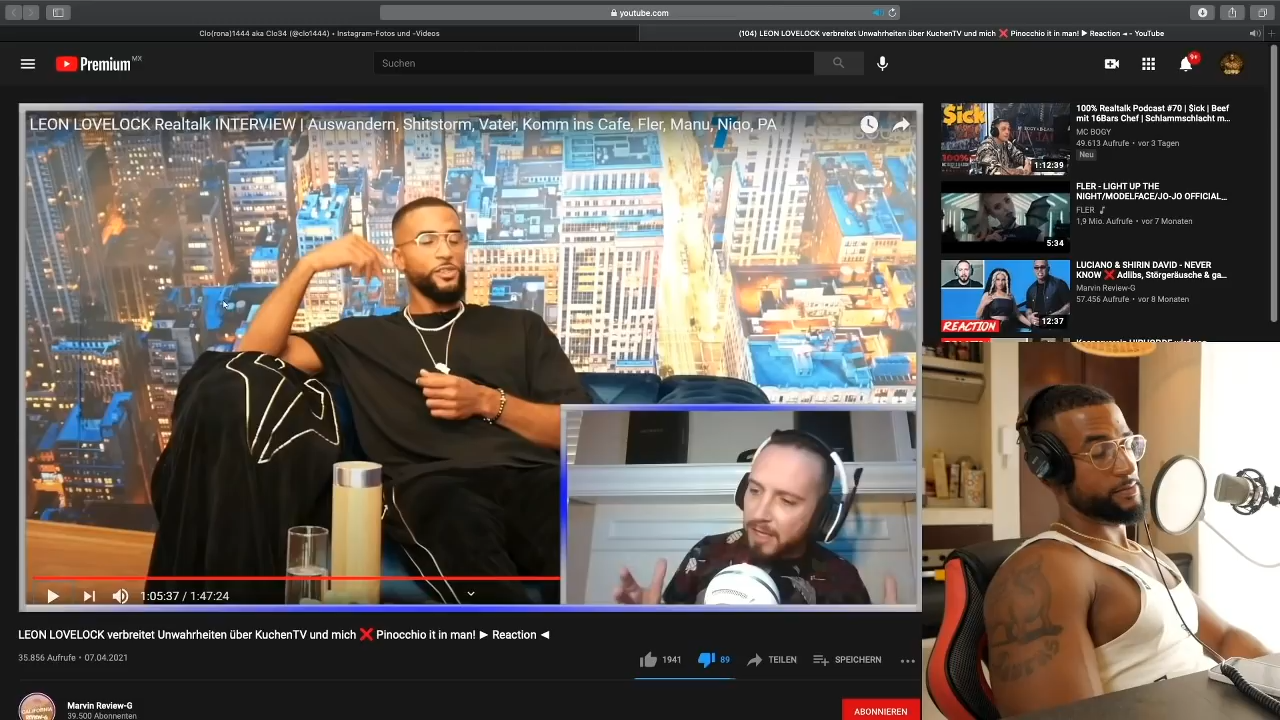 youtube.com
Clo(rona)1444 aka Clo34 (@clo1444) • Instagram-Fotos und -Videos
(104) LEON LOVELOCK verbreitet Unwahrheiten über KuchenTV und mich ❌ Pinocchio it in man! ► Reaction ◄ - YouTube
Premium MX
Suchen
9+
LEON LOVELOCK Realtalk INTERVIEW | Auswandern, Shitstorm, Vater, Komm ins Cafe, Fler, Manu, Niqo, PA
1:05:37 / 1:47:24
LEON LOVELOCK verbreitet Unwahrheiten über KuchenTV und mich ❌ Pinocchio it in man! ► Reaction ◄
35.856 Aufrufe • 07.04.2021
1941
89
TEILEN
SPEICHERN
Marvin Review-G
39.500 Abonnenten
ABONNIEREN
$ick
100%
1:12:39
100% Realtalk Podcast #70 | $ick | Beef
mit 16Bars Chef | Schlammschlacht m...
MC BOGY
49.613 Aufrufe • vor 3 Tagen
Neu
5:34
FLER - LIGHT UP THE
NIGHT/MODELFACE/JO-JO OFFICIAL...
FLER
1,9 Mio. Aufrufe • vor 7 Monaten
REACTION
12:37
LUCIANO & SHIRIN DAVID - NEVER
KNOW ❌ Adlibs, Störgeräusche & ga...
Marvin Review-G
57.456 Aufrufe • vor 8 Monaten